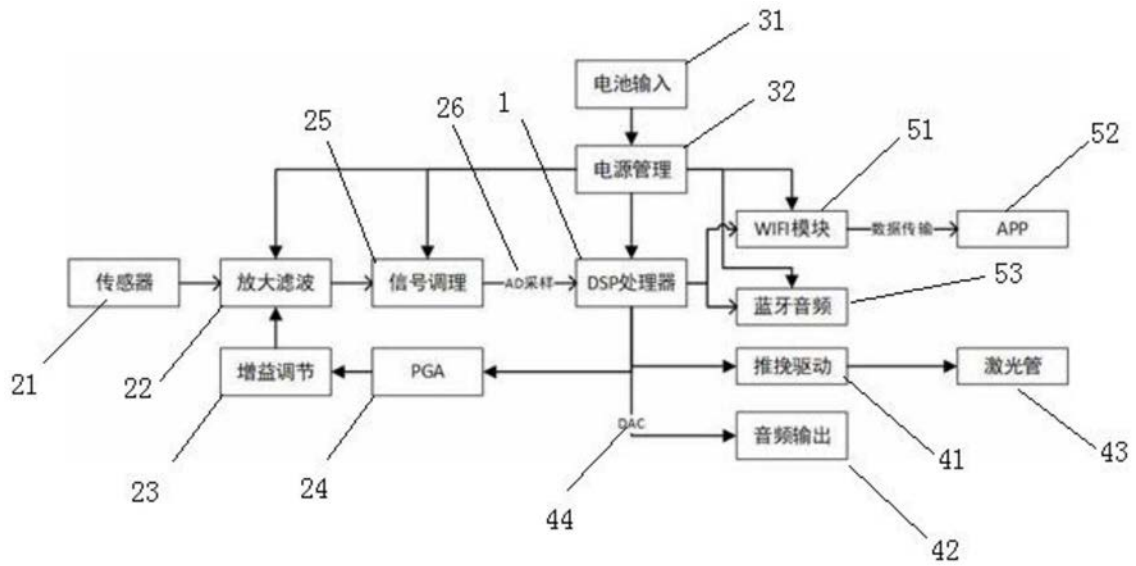 31
电池输入
1
32
26
51
25
52
电源管理
WIFI模块
数据传输
APP
传感器
放大滤波
信号调理
AD采样
DSP处理器
53
蓝牙音频
21
22
增益调节
PGA
推挽驱动
激光管
DAC
音频输出
23
24
44
41
43
42